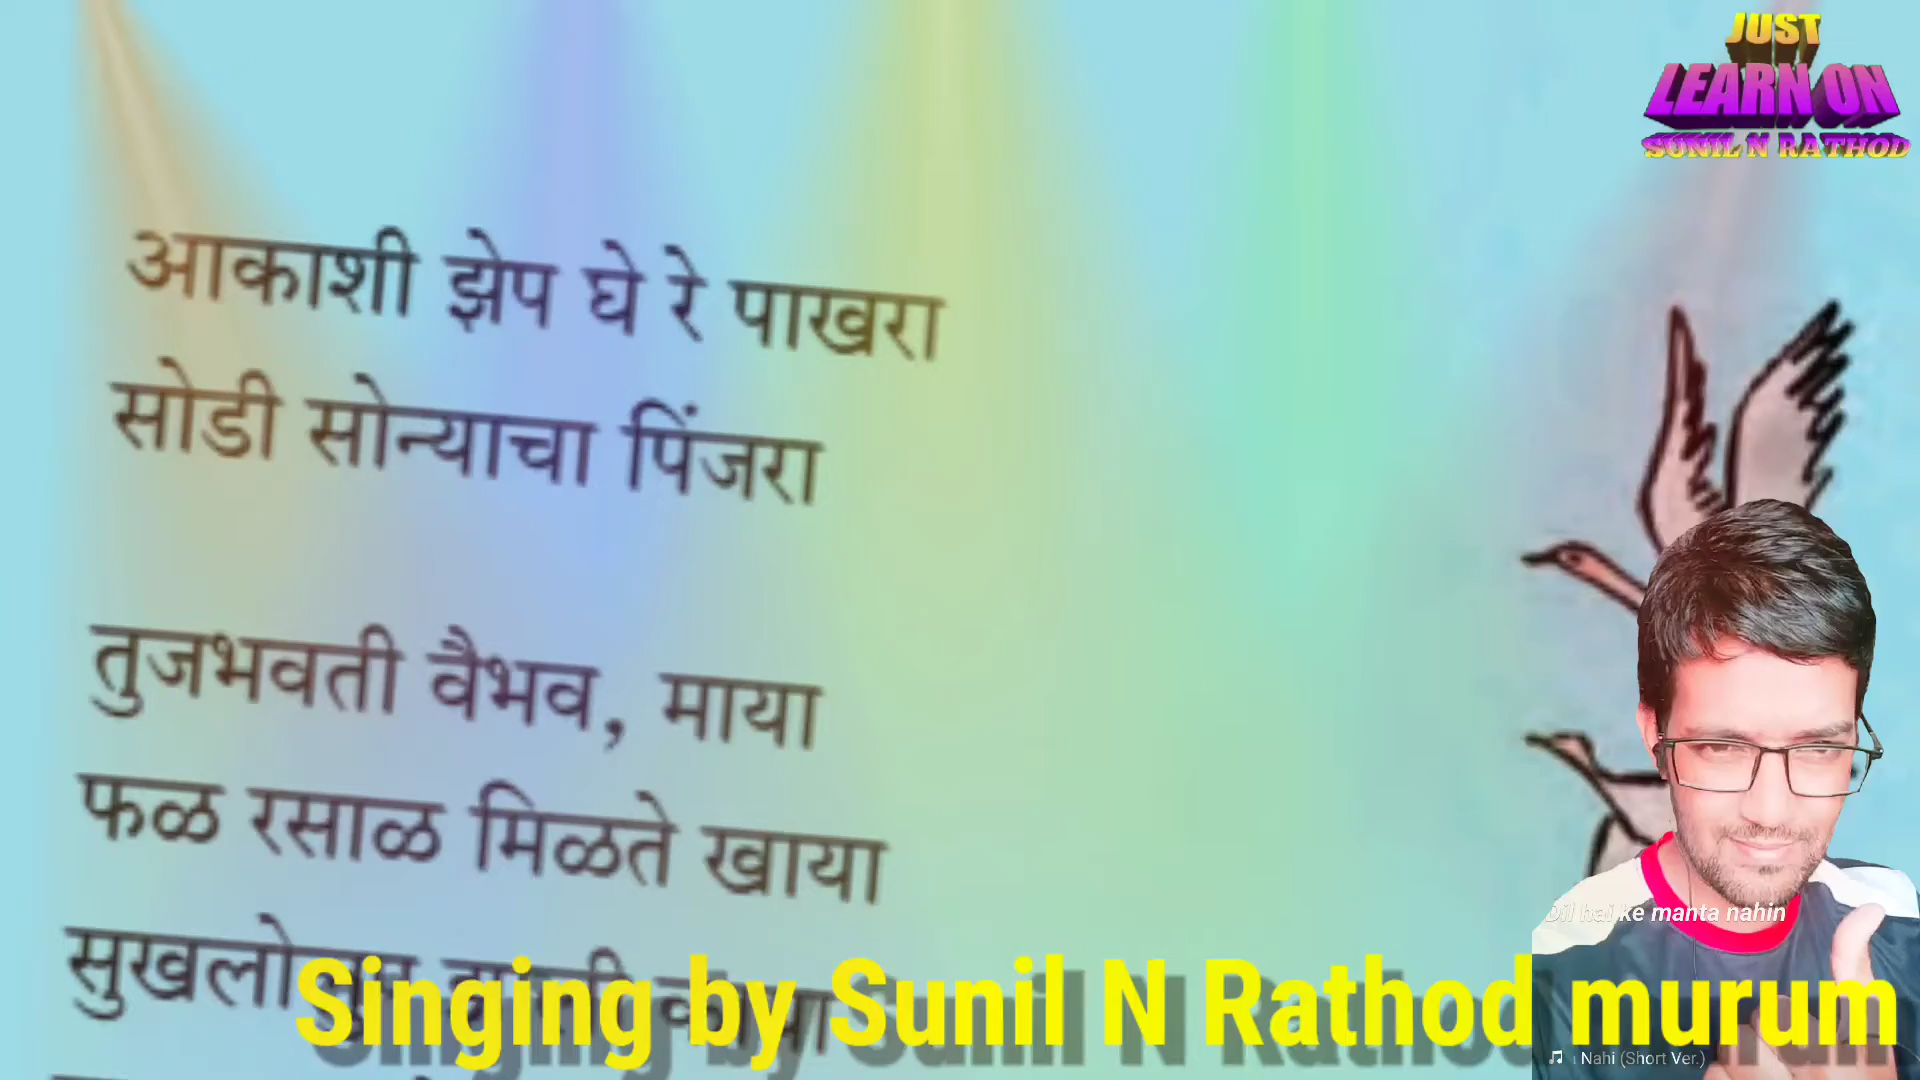 JUST
LEARN ON
SUNIL N RATHOD
आकाशी झेप घे रे पाखरा
सोडी सोन्याचा पिंजरा
तुजभवती वैभव, माया
फळ रसाळ मिळते खाया
Dil hai ke manta nahin
Singing by Sunil N Rathod murum
Nahi (Short Ver.)